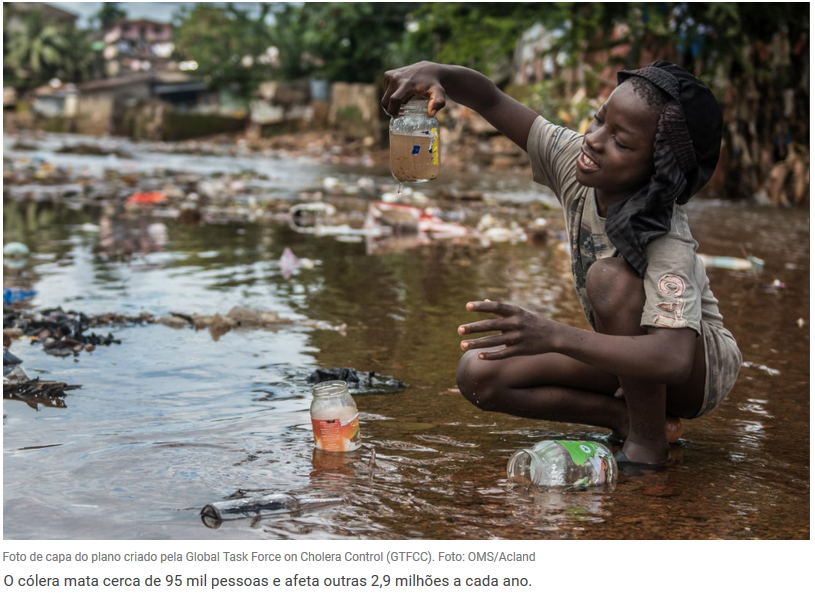 Foto de capa do plano criado pela Global Task Force on Cholera Control (GTFCC). Foto: OMS/Acland
O cólera mata cerca de 95 mil pessoas e afeta outras 2,9 milhões a cada ano.